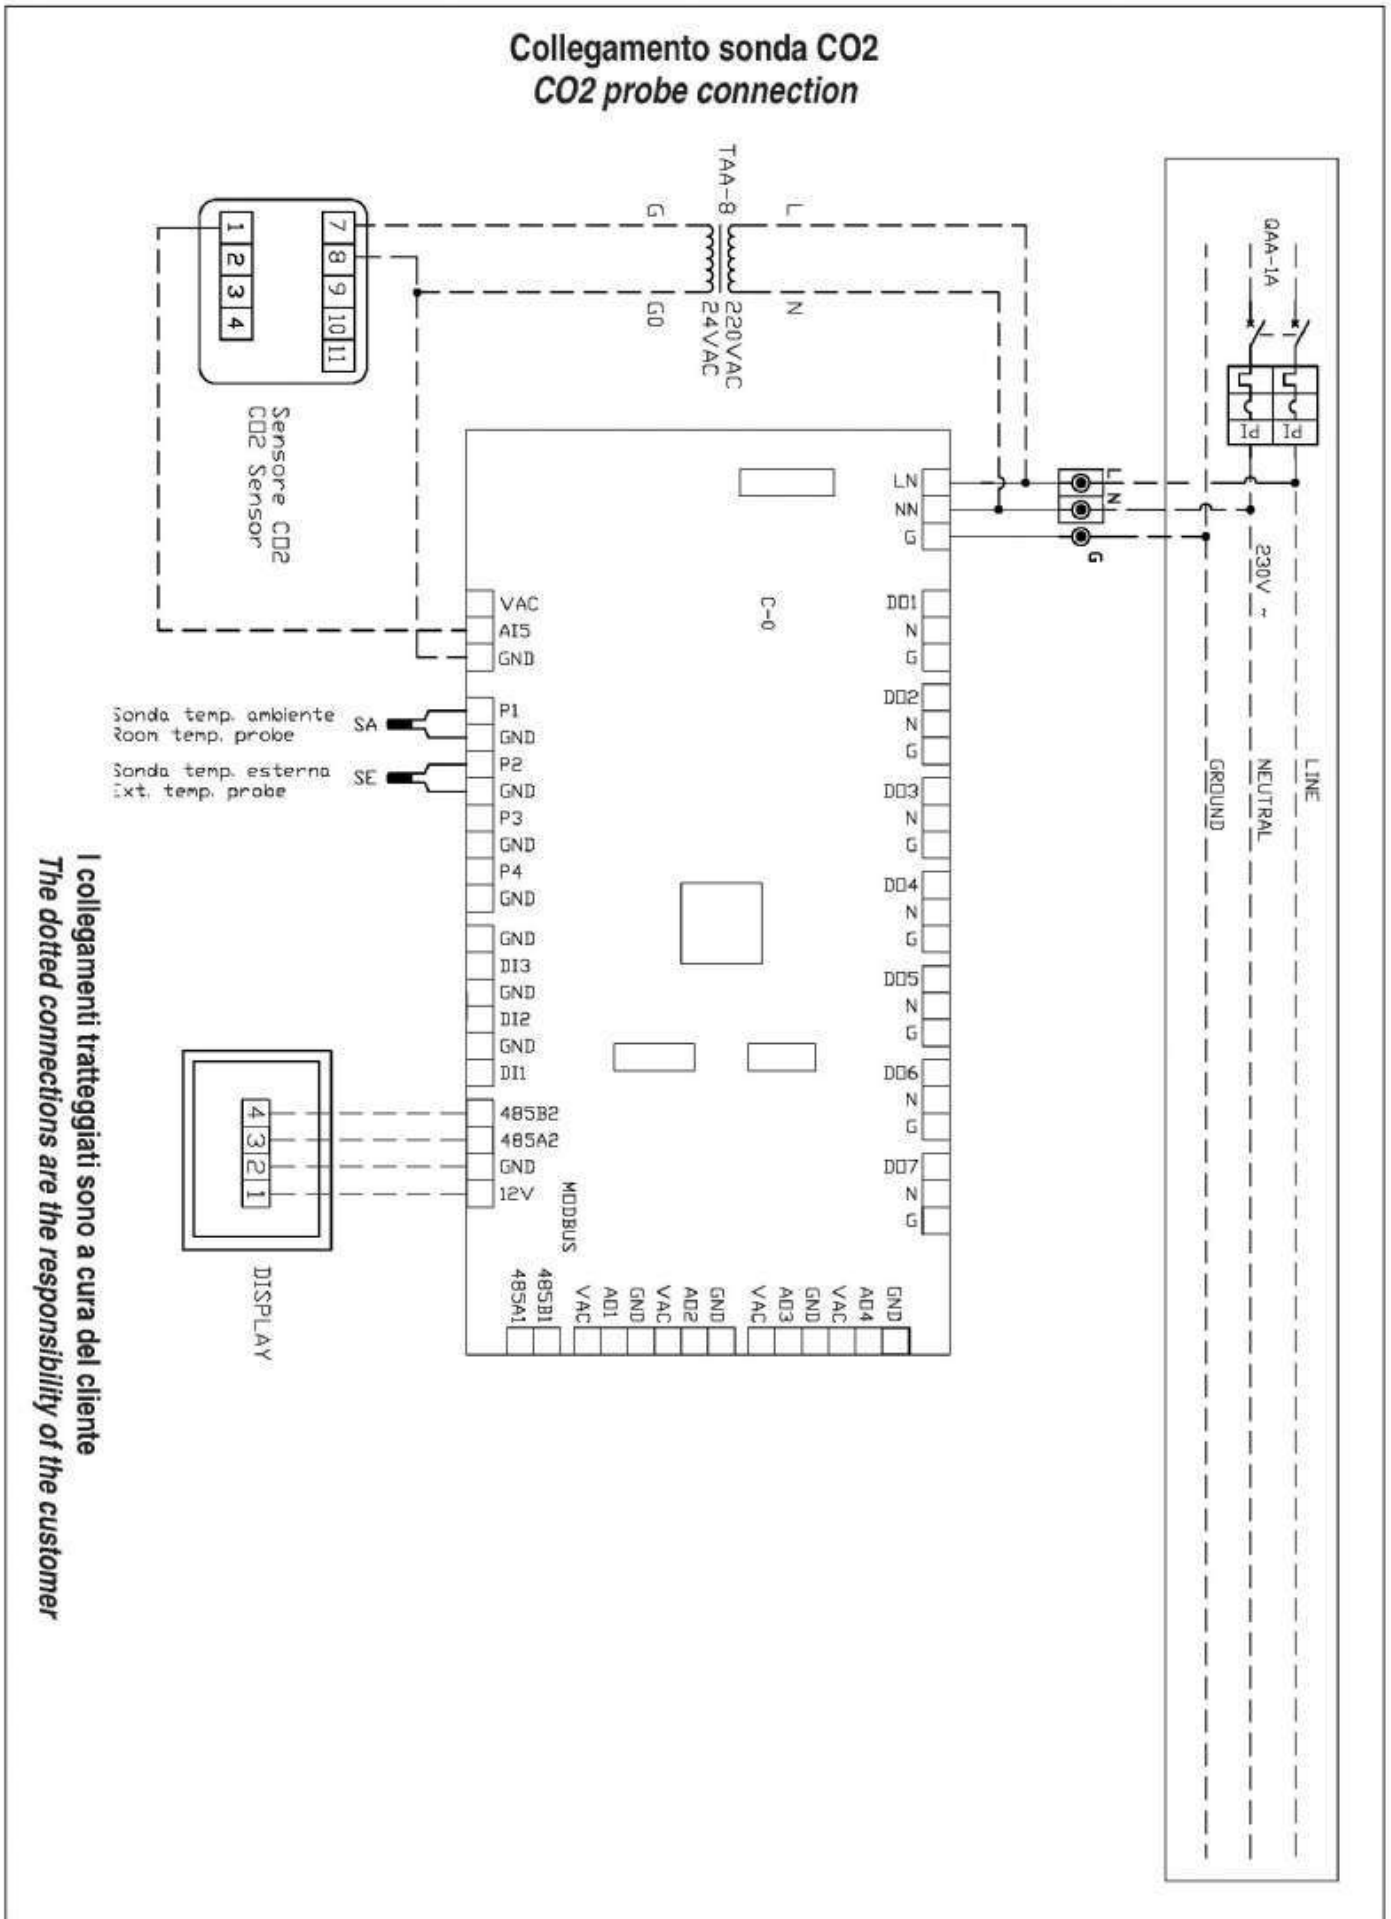 Collegamento sonda CO2
CO2 probe connection
QAA-1A
PI
PI
230V ~
LINE
NEUTRAL
GROUND
TAA-8
L
N
G
G0
220VAC
24VAC
L
N
G
7
8
9
10
11
1
2
3
4
Sensore CO2
CO2 Sensor
C-0
LN
NN
G
DO1
N
G
DO2
N
G
DO3
N
G
DO4
N
G
DO5
N
G
DO6
N
G
DO7
N
G
VAC
AI5
GND
P1
GND
P2
GND
P3
GND
P4
GND
GND
DI3
GND
DI2
GND
DI1
485B2
485A2
GND
12V
MODBUS
Sonda temp. ambiente
Room temp. probe
SA
Sonda temp. esterna
Ext. temp. probe
SE
4
3
2
1
DISPLAY
485A1
485B1
VAC
AO1
GND
VAC
AO2
GND
VAC
AO3
GND
VAC
AO4
GND
I collegamenti tratteggiati sono a cura del cliente
The dotted connections are the responsibility of the customer